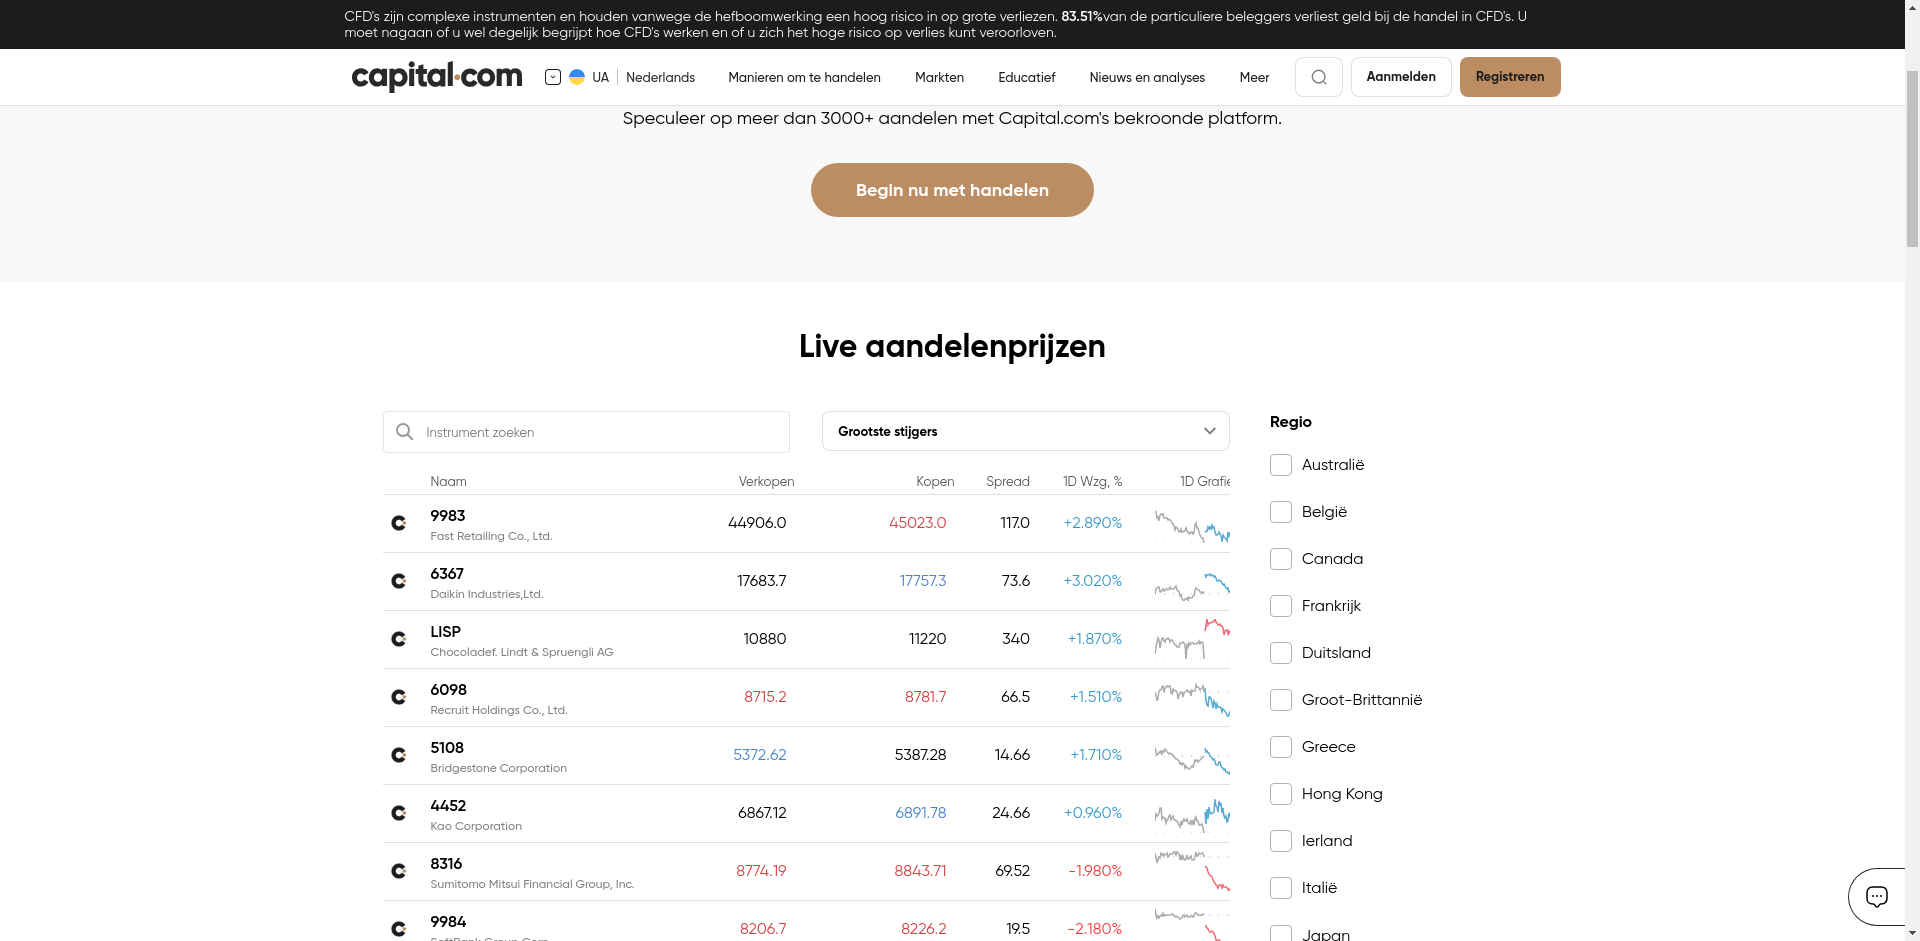 CFD's zijn complexe instrumenten en houden vanwege de hefboomwerking een hoog risico in op grote verliezen. 83.51%van de particuliere beleggers verliest geld bij de handel in CFD's. U
moet nagaan of u wel degelijk begrijpt hoe CFD's werken en of u zich het hoge risico op verlies kunt veroorloven.
capital.com UA Nederlands Manieren om te handelen Markten Educatief Nieuws en analyses Meer Aanmelden Registreren
Speculeer op meer dan 3000+ aandelen met Capital.com's bekroonde platform.
Begin nu met handelen
Live aandelenprijzen
Instrument zoeken
Grootste stijgers
Naam Verkopen Kopen Spread 1D Wzg, % 1D Grafie
9983 44906.0 45023.0 117.0 +2.890%
Fast Retailing Co., Ltd.
6367 17683.7 17757.3 73.6 +3.020%
Daikin Industries,Ltd.
LISP 10880 11220 340 +1.870%
Chocoladef. Lindt & Spruengli AG
6098 8715.2 8781.7 66.5 +1.510%
Recruit Holdings Co., Ltd.
5108 5372.62 5387.28 14.66 +1.710%
Bridgestone Corporation
4452 6867.12 6891.78 24.66 +0.960%
Kao Corporation
8316 8774.19 8843.71 69.52 -1.980%
Sumitomo Mitsui Financial Group, Inc.
9984 8206.7 8226.2 19.5 -2.180%
SoftBank Group Corp
Regio
Australië
België
Canada
Frankrijk
Duitsland
Groot-Brittannië
Greece
Hong Kong
Ierland
Italië
Japan